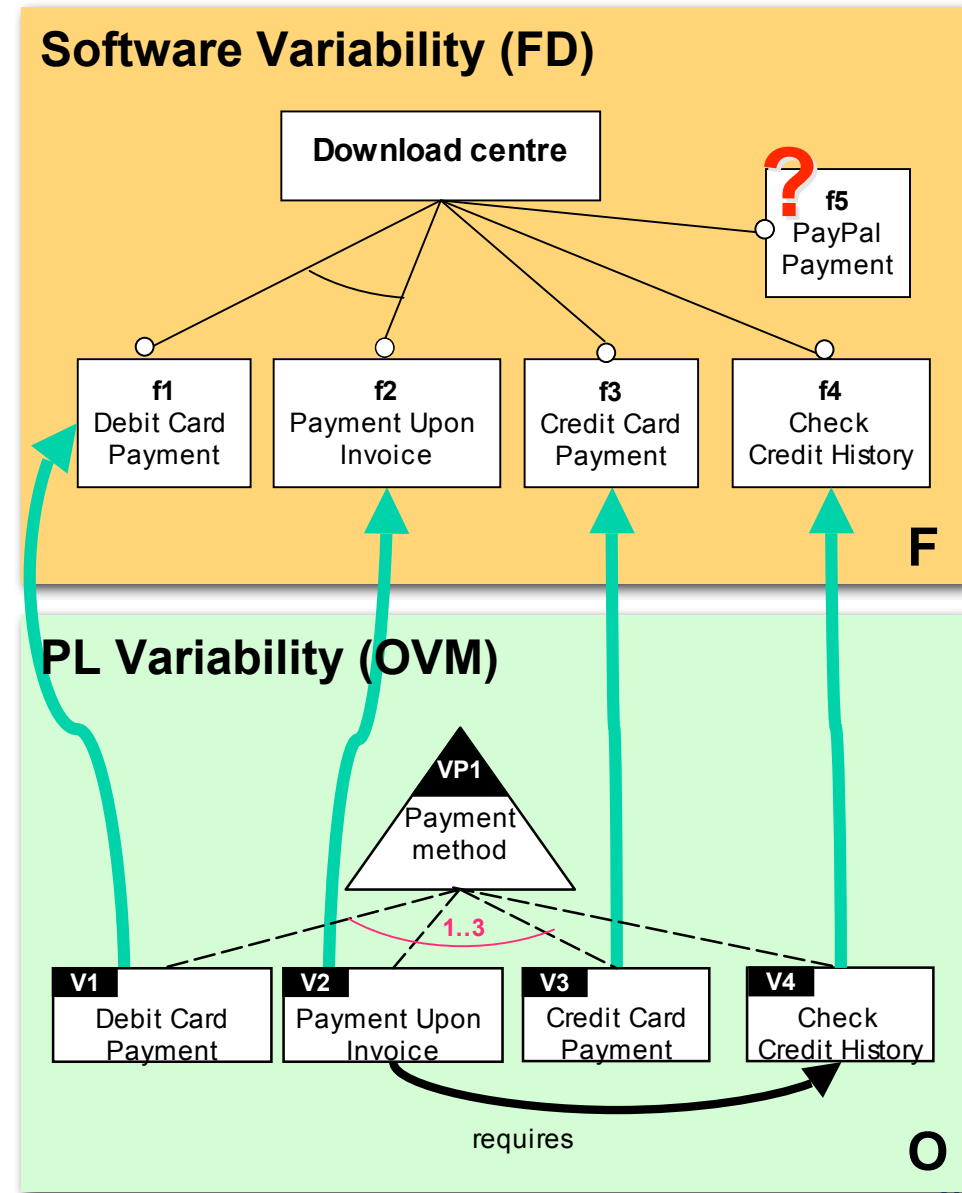 Software Variability (FD)
Download centre
?
f5
PayPal
Payment
f1
Debit Card
Payment
f2
Payment Upon
Invoice
f3
Credit Card
Payment
f4
Check
Credit History
F
PL Variability (OVM)
VP1
Payment
method
1..3
V1
Debit Card
Payment
V2
Payment Upon
Invoice
V3
Credit Card
Payment
V4
Check
Credit History
requires
O